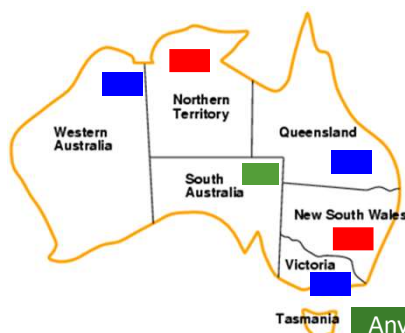 Northern
Territory
Western
Australia
Queensland
South
Australia
New South Wales
Victoria
Tasmania
Any